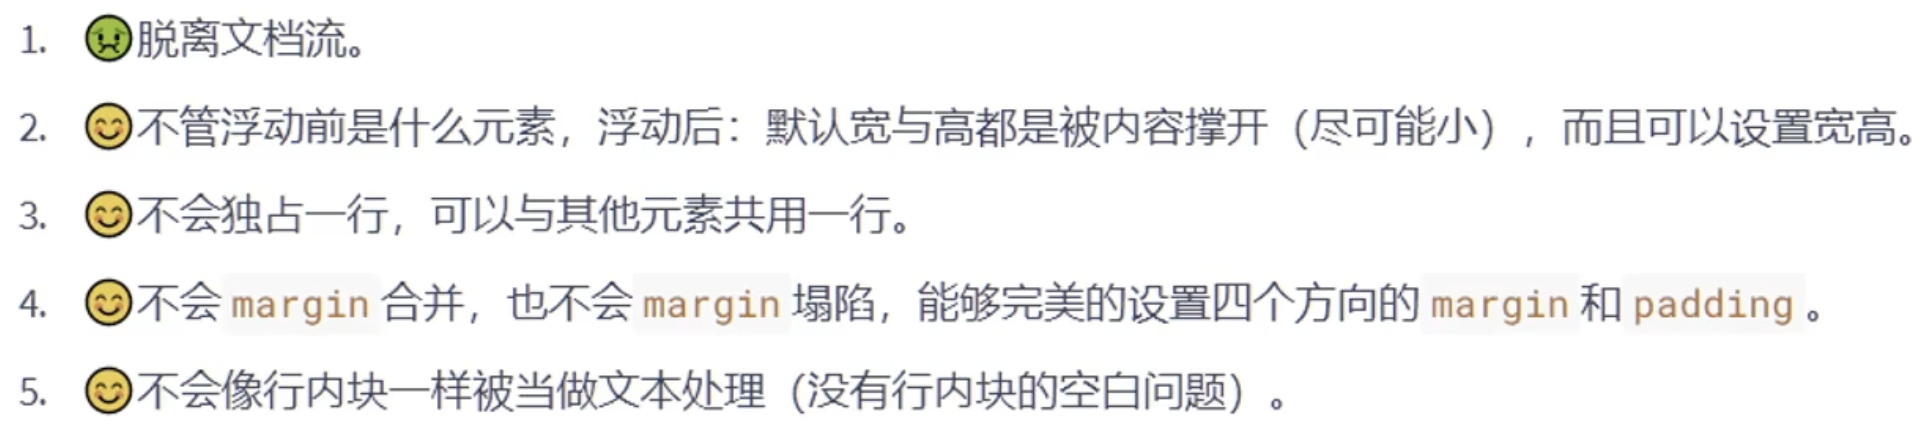 1. 🤢脱离文档流。
2. 😊不管浮动前是什么元素，浮动后：默认宽与高都是被内容撑开（尽可能小），而且可以设置宽高。
3. 😊不会独占一行，可以与其他元素共用一行。
4. 😊不会 margin 合并，也不会 margin 塌陷，能够完美的设置四个方向的 margin 和 padding 。
5. 😊不会像行内块一样被当做文本处理（没有行内块的空白问题）。